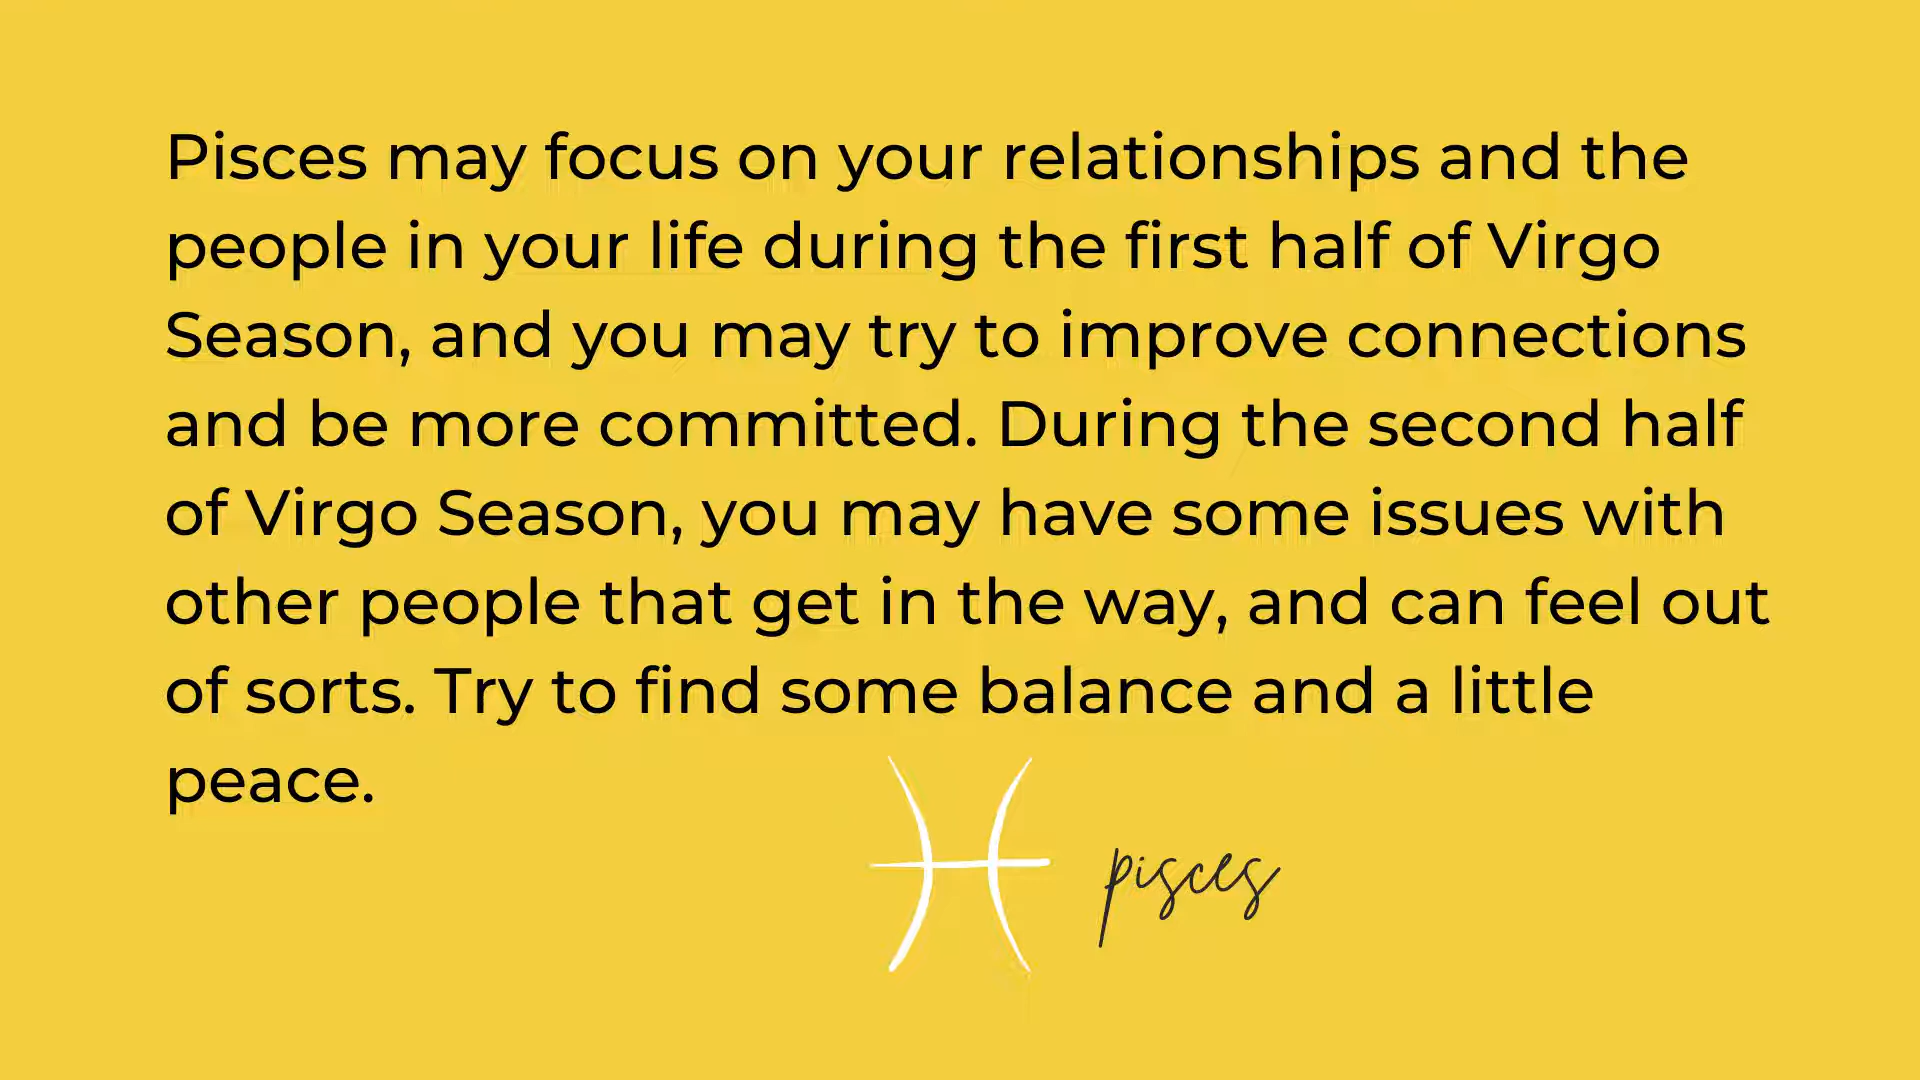 Pisces may focus on your relationships and the
people in your life during the first half of Virgo
Season, and you may try to improve connections
and be more committed. During the second half
of Virgo Season, you may have some issues with
other people that get in the way, and can feel out
of sorts. Try to find some balance and a little
peace.
pisces